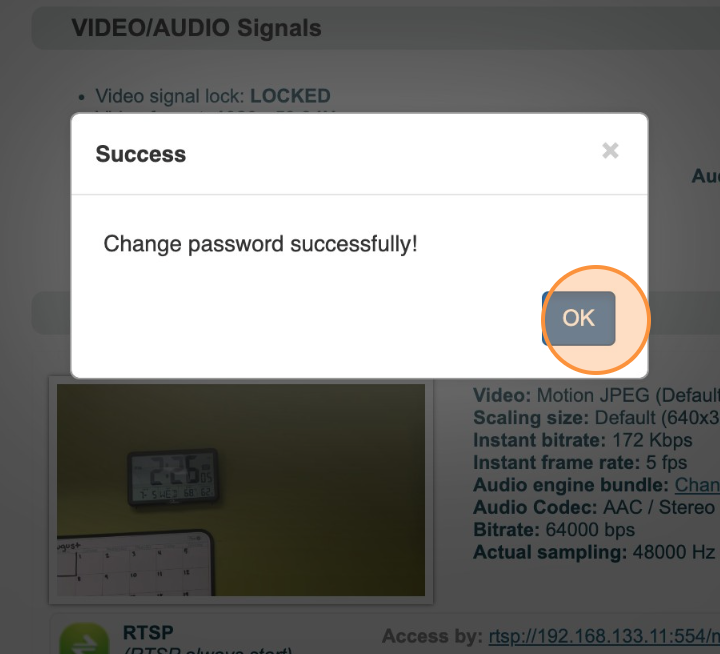 VIDEO/AUDIO Signals
Video signal lock: LOCKED
Success
×
Change password successfully!
OK
Video: Motion JPEG (Default
Scaling size: Default (640x3
Instant bitrate: 172 Kbps
Instant frame rate: 5 fps
Audio engine bundle: Chan
Audio Codec: AAC / Stereo
Bitrate: 64000 bps
Actual sampling: 48000 Hz
2:26
RTSP
(RTSP always start)
Access by: rtsp://192.168.133.11:554/